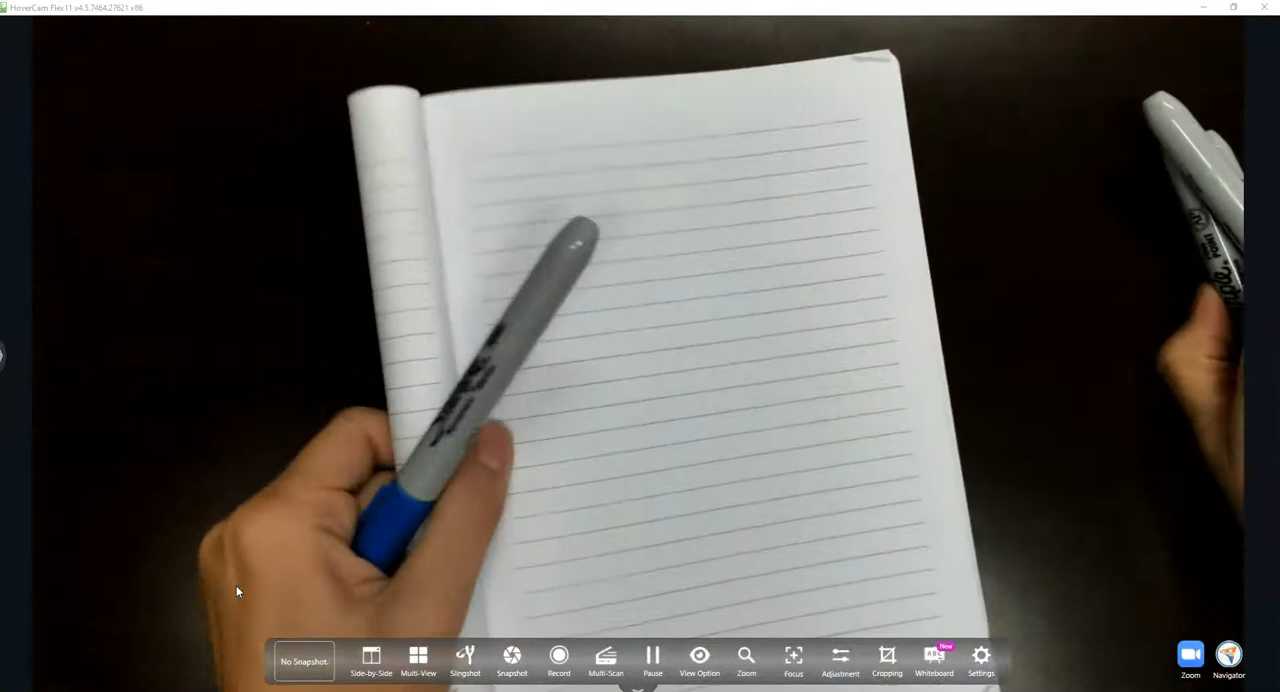 HoverCam Flex11 v4.5.7464.27621 x86
No Snapshot.
Side-by-Side
Multi-View
Slingshot
Snapshot
Record
Multi-Scan
Pause
View Option
Zoom
Focus
Adjustment
Cropping
New
Whiteboard
Settings
Zoom
Navigator
POINT